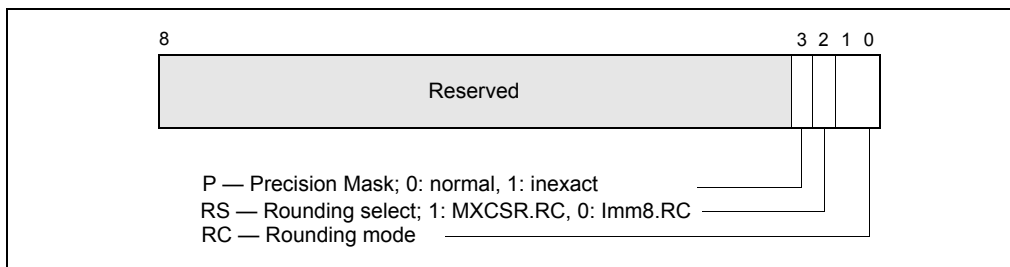 8 3 2 1 0
Reserved
P — Precision Mask; 0: normal, 1: inexact
RS — Rounding select; 1: MXCSR.RC, 0: Imm8.RC
RC — Rounding mode